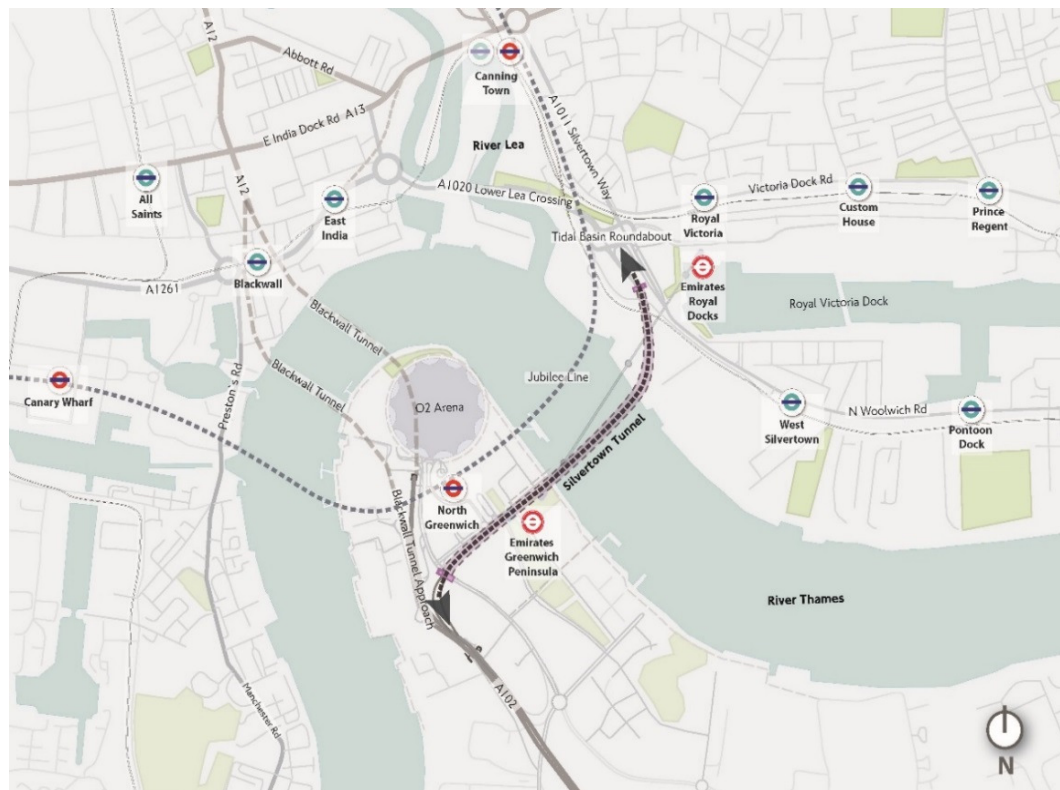 A12
Abbott Rd
Canning
Town
E India Dock Rd A13
River Lea
A1011 Silvertown Way
All
Saints
A12
East
India
A1020 Lower Lea Crossing
Royal
Victoria
Victoria Dock Rd
Custom
House
Prince
Regent
Tidal Basin Roundabout
Blackwall
A1261
Emirates
Royal
Docks
Royal Victoria Dock
Blackwall Tunnel
Blackwall Tunnel
Canary Wharf
Preston's Rd
O2 Arena
Jubilee Line
West
Silvertown
N Woolwich Rd
Pontoon
Dock
Silvertown Tunnel
North
Greenwich
Blackwall Tunnel Approach
Emirates
Greenwich
Peninsula
River Thames
Manchester Rd
A102
N